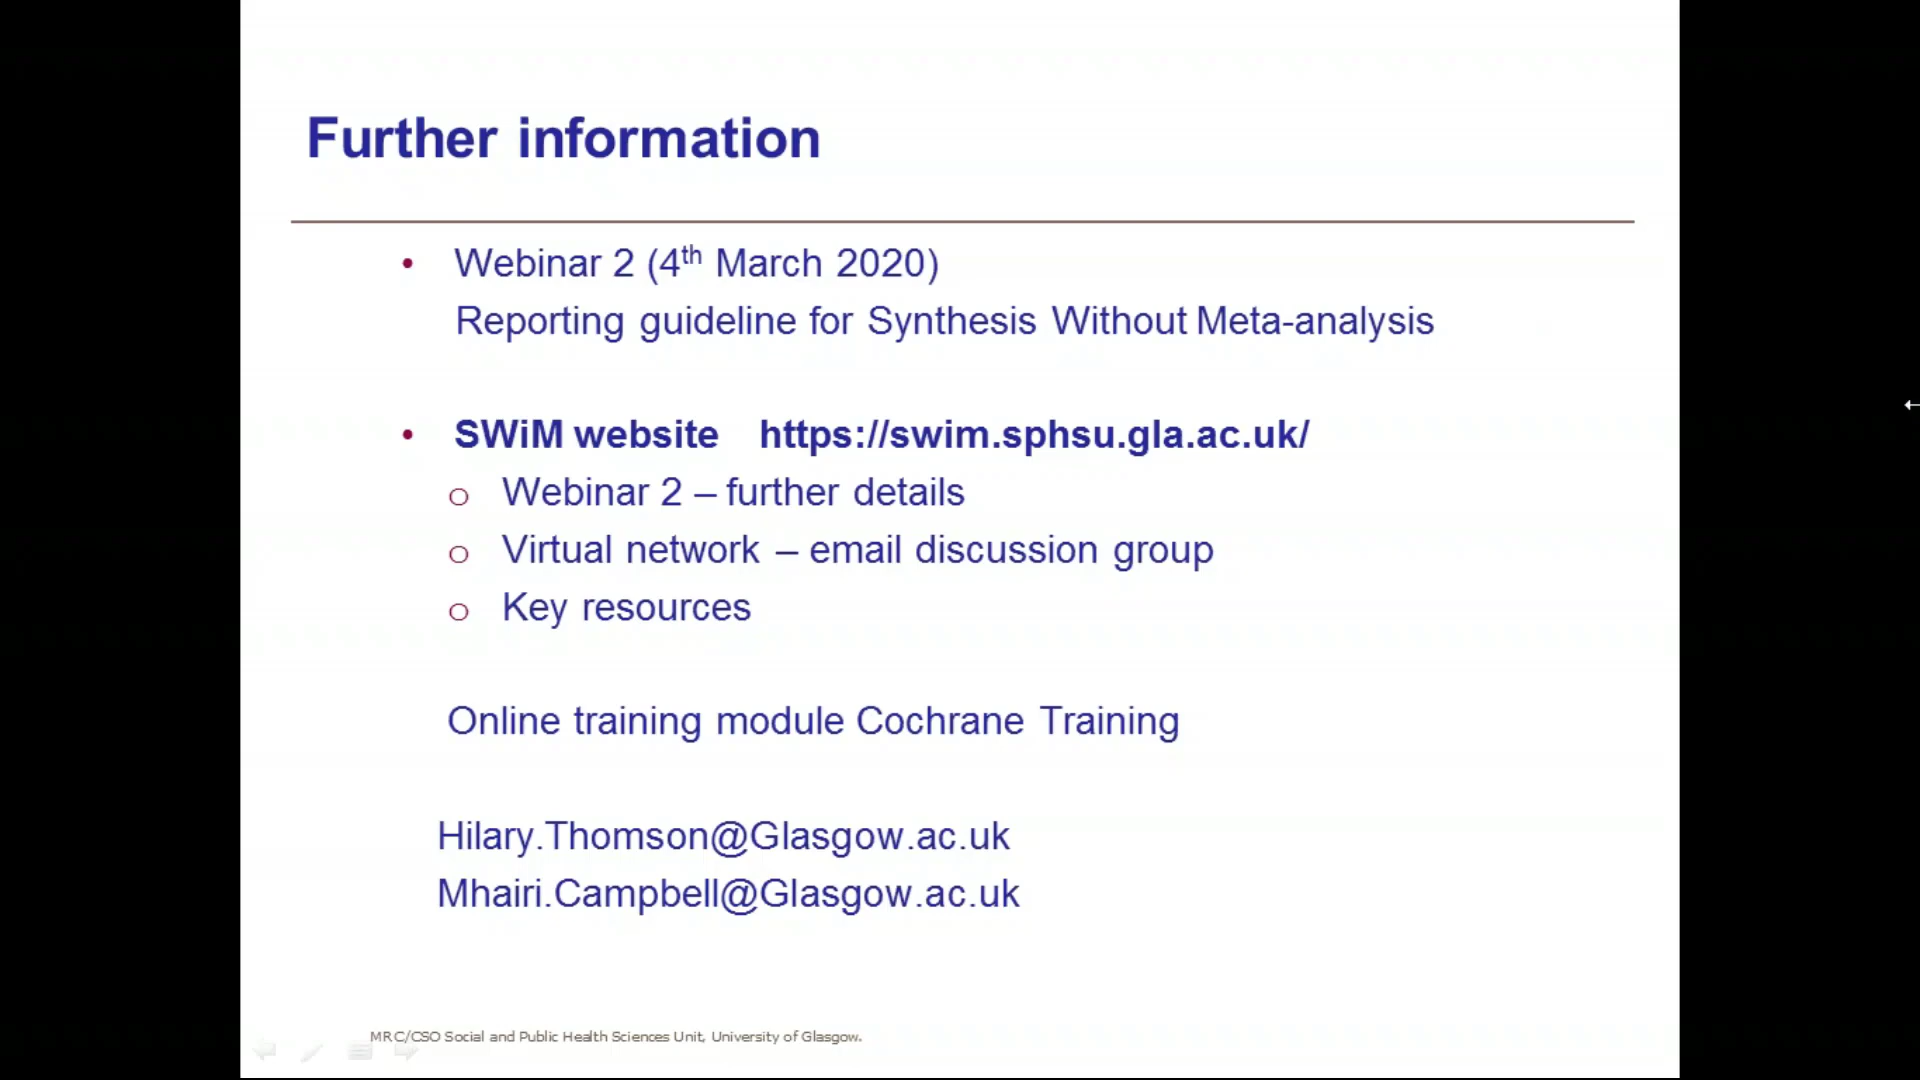 Further information
• Webinar 2 (4th March 2020)
Reporting guideline for Synthesis Without Meta-analysis
• SWiM website https://swim.sphsu.gla.ac.uk/
o Webinar 2 – further details
o Virtual network – email discussion group
o Key resources
Online training module Cochrane Training
Hilary.Thomson@Glasgow.ac.uk
Mhairi.Campbell@Glasgow.ac.uk
MRC/CSO Social and Public Health Sciences Unit, University of Glasgow.